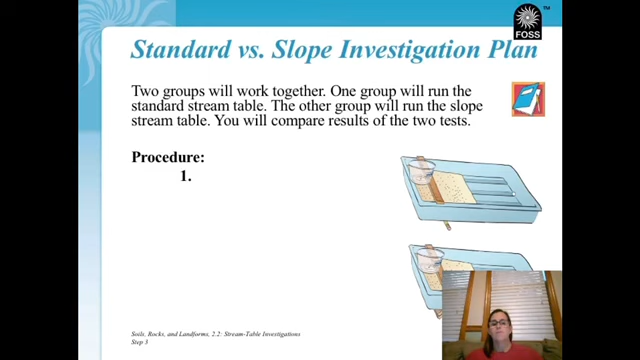 FOSS
TM
Standard vs. Slope Investigation Plan
Two groups will work together. One group will run the
standard stream table. The other group will run the slope
stream table. You will compare results of the two tests.
Procedure:
1.
Soils, Rocks, and Landforms, 2.2: Stream-Table Investigations
Step 3